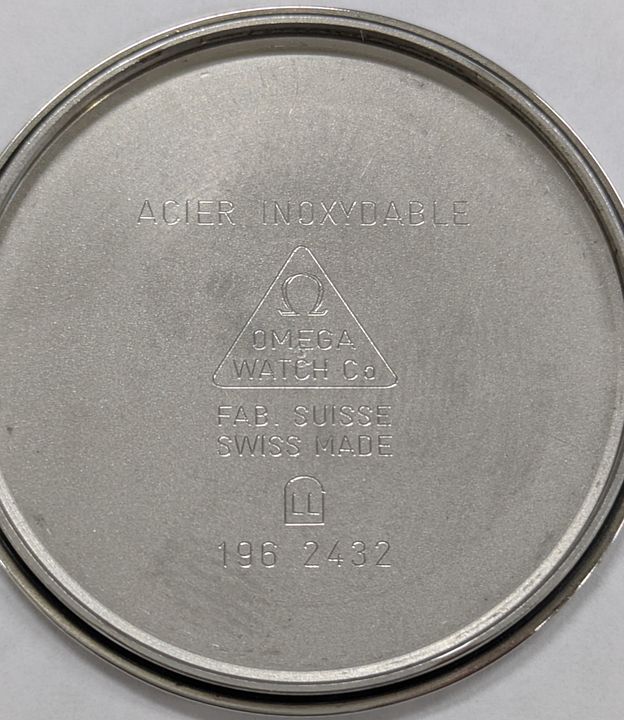 ACIER INOXYDABLE
Ω
OMEGA
WATCH Co
FAB. SUISSE
SWISS MADE
196 2432